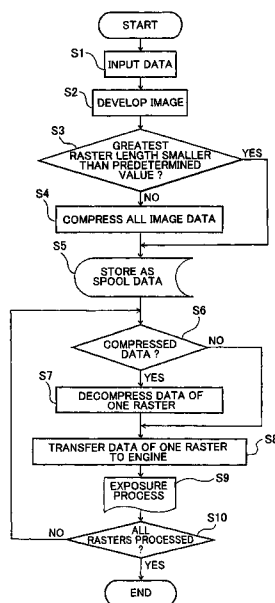 START
S1
INPUT DATA
S2
DEVELOP IMAGE
S3
GREATEST
RASTER LENGTH SMALLER
THAN PREDETERMINED
VALUE ?
YES
NO
S4
COMPRESS ALL IMAGE DATA
S5
STORE AS
SPOOL DATA
S6
COMPRESSED
DATA ?
NO
YES
S7
DECOMPRESS DATA OF
ONE RASTER
TRANSFER DATA OF ONE RASTER
TO ENGINE
S8
EXPOSURE
PROCESS
S9
ALL
RASTERS PROCESSED
?
S10
NO
YES
END